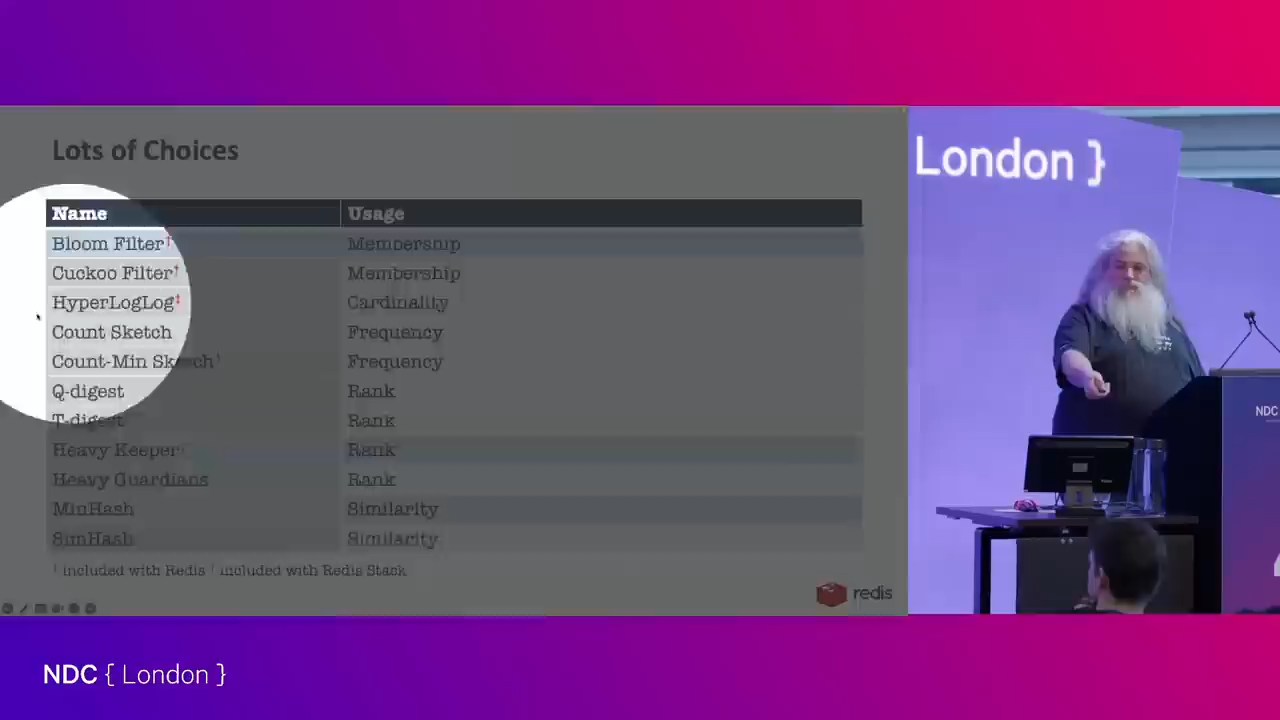 Lots of Choices
Name Usage
Bloom Filter† Membership
Cuckoo Filter† Membership
HyperLogLog‡ Cardinality
Count Sketch Frequency
Count-Min Sketch† Frequency
Q-digest Rank
T-digest Rank
Heavy Keeper Rank
Heavy Guardians Rank
MinHash Similarity
SimHash Similarity
included with Redis included with Redis Stack
redis
London }
NDC
NDC { London }